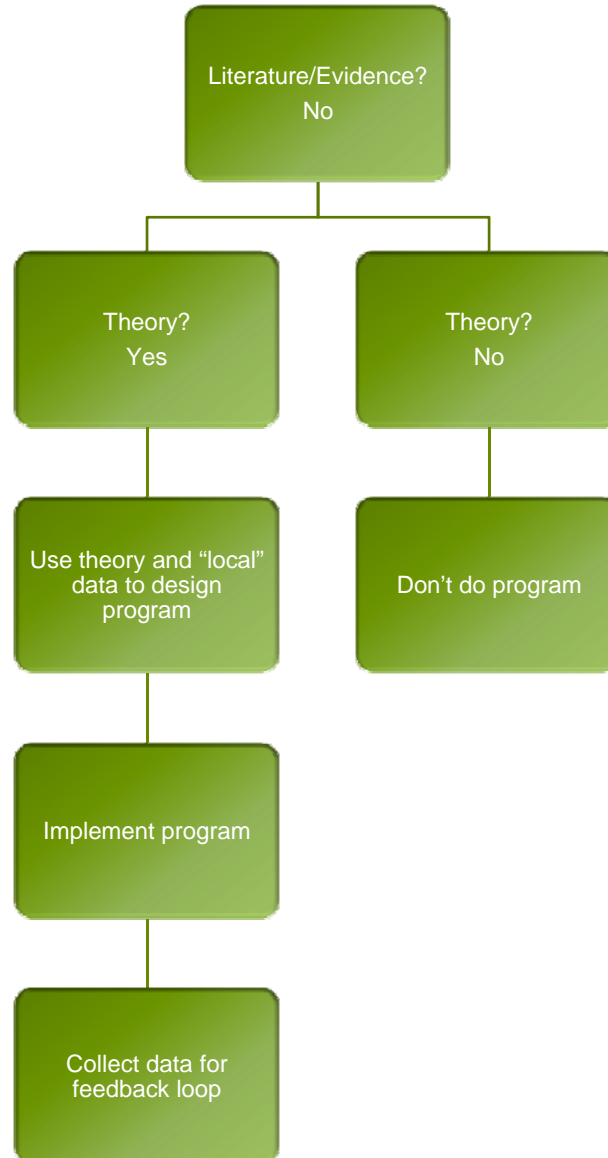 Literature/Evidence?
No
Theory?
Yes
Theory?
No
Use theory and “local”
data to design
program
Don’t do program
Implement program
Collect data for
feedback loop